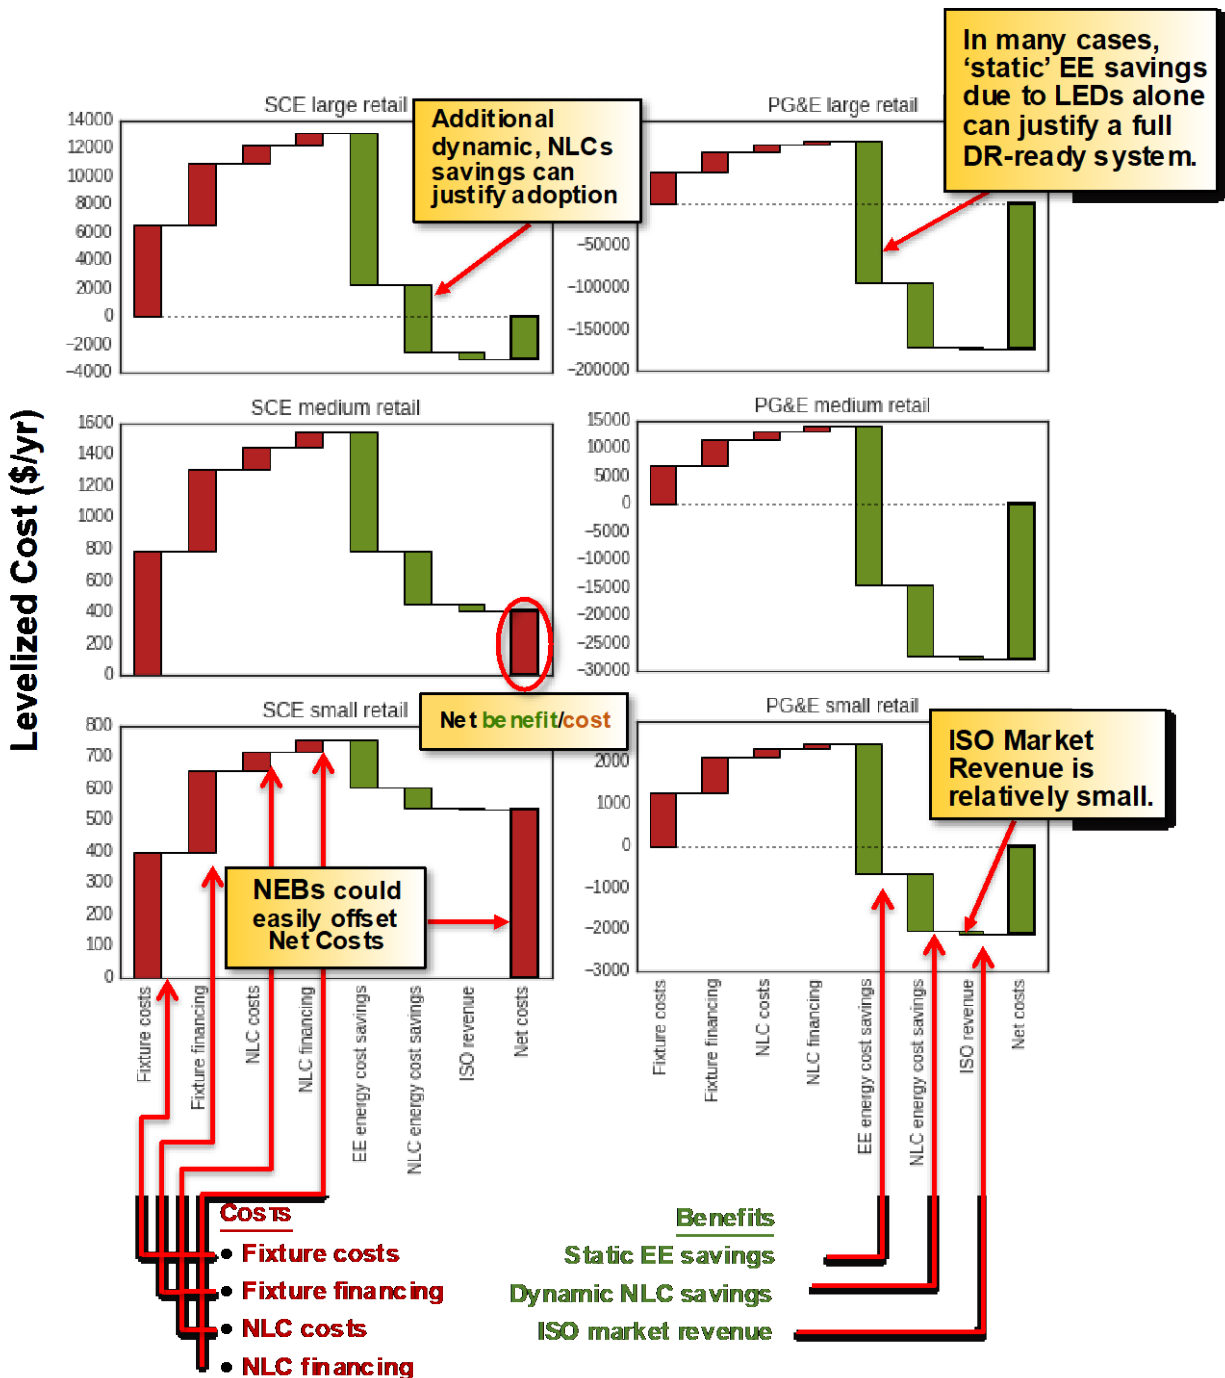 In many cases,
‘static’ EE savings
due to LEDs alone
can justify a full
DR-ready system.
SCE large retail
PG&E large retail
Additional
dynamic, NLCs
savings can
justify adoption
14000
12000
10000
8000
6000
4000
2000
0
−2000
−4000
−50000
−100000
−150000
−200000
Levelized Cost ($/yr)
SCE medium retail
1600
1400
1200
1000
800
600
400
200
0
PG&E medium retail
15000
10000
5000
0
−5000
−10000
−15000
−20000
−25000
−30000
Net benefit/cost
SCE small retail
800
700
600
500
400
300
200
100
0
PG&E small retail
2000
1000
0
−1000
−2000
−3000
ISO Market
Revenue is
relatively small.
NEBs could
easily offset
Net Costs
Fixture costs
Fixture financing
NLC costs
NLC financing
EE energy cost savings
NLC energy cost savings
ISO revenue
Net costs
Fixture costs
Fixture financing
NLC costs
NLC financing
EE energy cost savings
NLC energy cost savings
ISO revenue
Net costs
Costs
• Fixture costs
• Fixture financing
• NLC costs
• NLC financing
Benefits
Static EE savings
Dynamic NLC savings
ISO market revenue